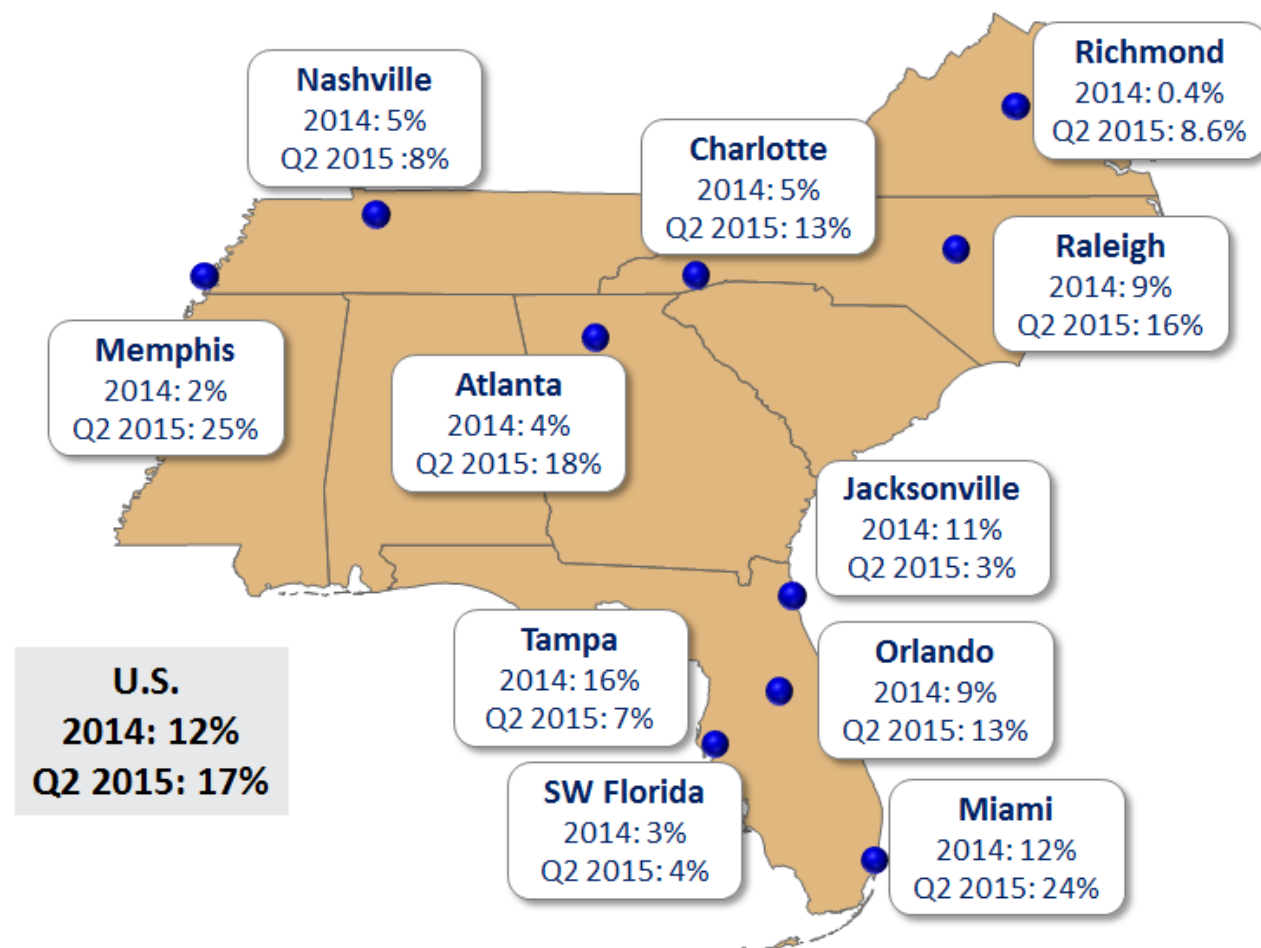 Richmond
2014: 0.4%
Q2 2015: 8.6%
Nashville
2014: 5%
Q2 2015 :8%
Charlotte
2014: 5%
Q2 2015: 13%
Raleigh
2014: 9%
Q2 2015: 16%
Memphis
2014: 2%
Q2 2015: 25%
Atlanta
2014: 4%
Q2 2015: 18%
Jacksonville
2014: 11%
Q2 2015: 3%
Tampa
2014: 16%
Q2 2015: 7%
Orlando
2014: 9%
Q2 2015: 13%
U.S.
2014: 12%
Q2 2015: 17%
SW Florida
2014: 3%
Q2 2015: 4%
Miami
2014: 12%
Q2 2015: 24%